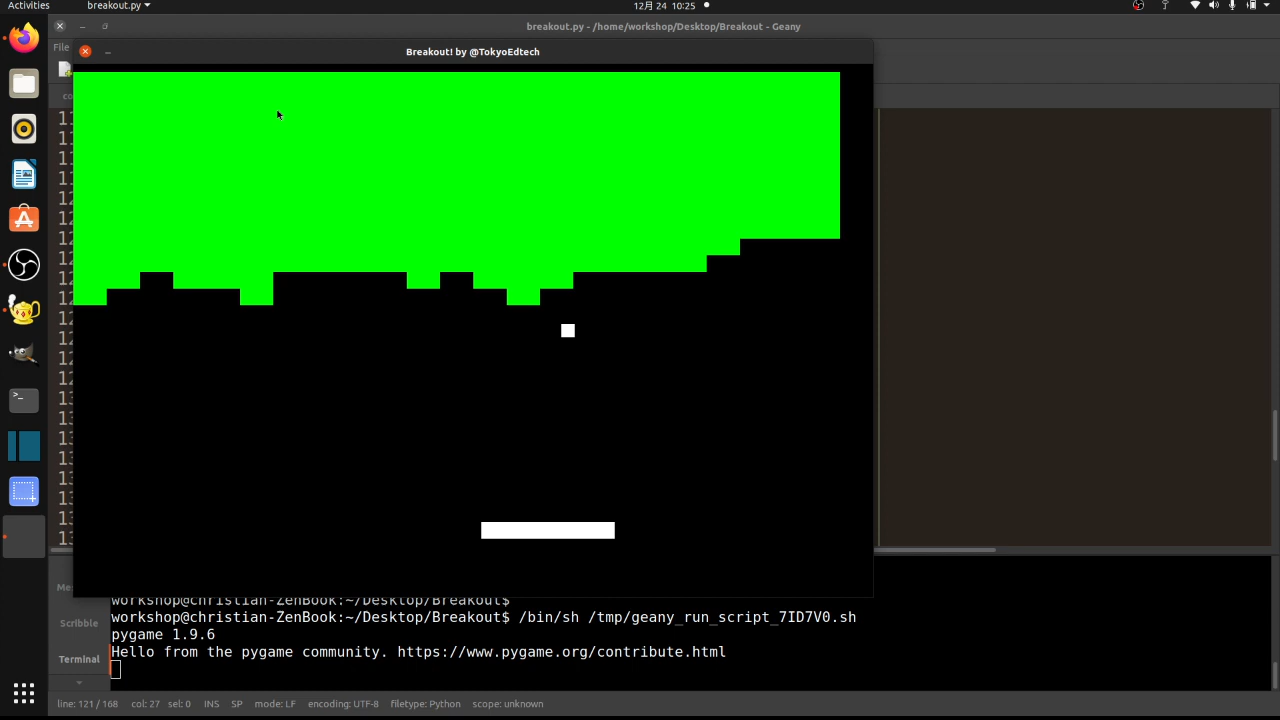 Activities
breakout.py
12月 24 10:25
breakout.py - /home/workshop/Desktop/Breakout - Geany
File
Breakout! by @TokyoEdtech
co
workshop@christian-ZenBook:~/Desktop/Breakout$
workshop@christian-ZenBook:~/Desktop/Breakout$ /bin/sh /tmp/geany_run_script_7ID7V0.sh
pygame 1.9.6
Hello from the pygame community. https://www.pygame.org/contribute.html
Me
Scribble
Terminal
line: 121 / 168 col: 27 sel: 0 INS SP mode: LF encoding: UTF-8 filetype: Python scope: unknown